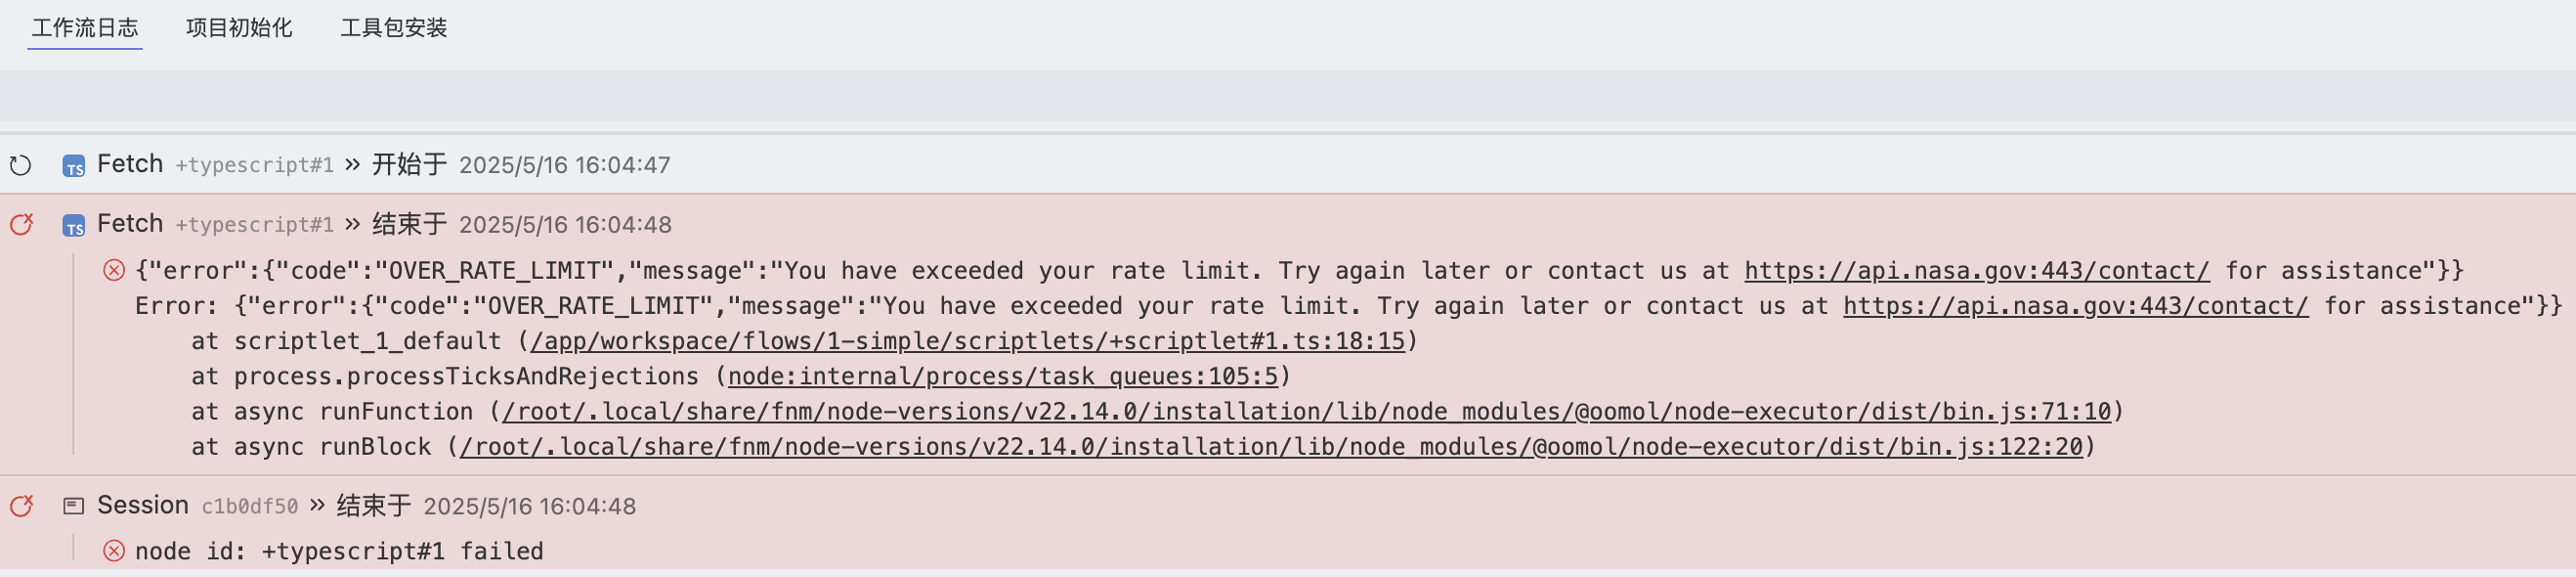 工作流日志 项目初始化 工具包安装
TS Fetch +typescript#1 » 开始于 2025/5/16 16:04:47
TS Fetch +typescript#1 » 结束于 2025/5/16 16:04:48
{"error":{"code":"OVER_RATE_LIMIT","message":"You have exceeded your rate limit. Try again later or contact us at https://api.nasa.gov:443/contact/ for assistance"}}
Error: {"error":{"code":"OVER_RATE_LIMIT","message":"You have exceeded your rate limit. Try again later or contact us at https://api.nasa.gov:443/contact/ for assistance"}}
at scriptlet_1_default (/app/workspace/flows/1-simple/scriptlets/+scriptlet#1.ts:18:15)
at process.processTicksAndRejections (node:internal/process/task_queues:105:5)
at async runFunction (/root/.local/share/fnm/node-versions/v22.14.0/installation/lib/node_modules/@oomol/node-executor/dist/bin.js:71:10)
at async runBlock (/root/.local/share/fnm/node-versions/v22.14.0/installation/lib/node_modules/@oomol/node-executor/dist/bin.js:122:20)
Session c1b0df50 » 结束于 2025/5/16 16:04:48
node id: +typescript#1 failed